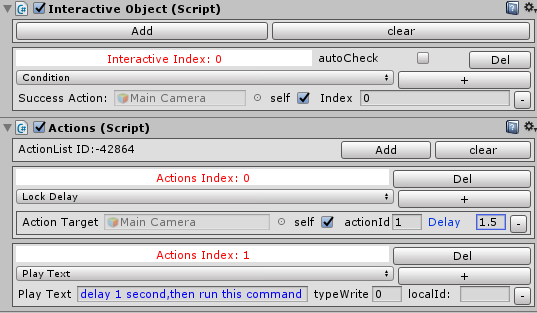 Interactive Object (Script)
Add clear
Interactive Index: 0 autoCheck Del
Condition +
Success Action: Main Camera self Index 0 -
Actions (Script)
ActionList ID:-42864 Add clear
Actions Index: 0 Del
Lock Delay +
Action Target Main Camera self actionId 1 Delay 1.5 -
Actions Index: 1 Del
Play Text +
Play Text delay 1 second,then run this command typeWrite 0 localId: -